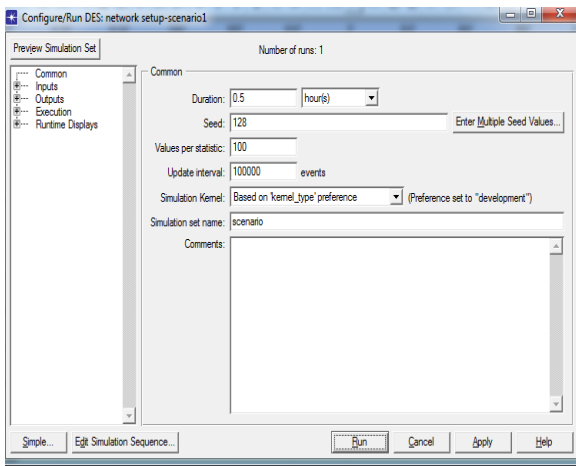 Configure/Run DES: network setup-scenario1
Preview Simulation Set
Number of runs: 1
Common
Inputs
Outputs
Execution
Runtime Displays
Common
Duration: 0.5 hour(s)
Seed: 128 Enter Multiple Seed Values...
Values per statistic: 100
Update interval: 100000 events
Simulation Kernel: Based on 'kernel_type' preference (Preference set to "development")
Simulation set name: scenario
Comments:
Simple... Edit Simulation Sequence... Run Cancel Apply Help